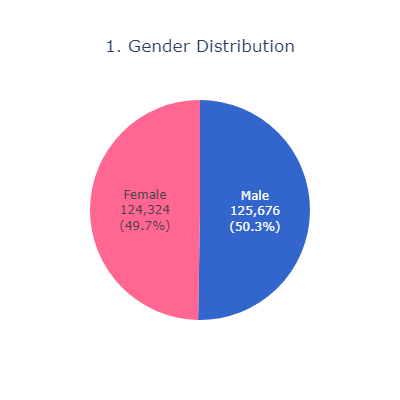 1. Gender Distribution
Female
124,324
(49.7%)
Male
125,676
(50.3%)